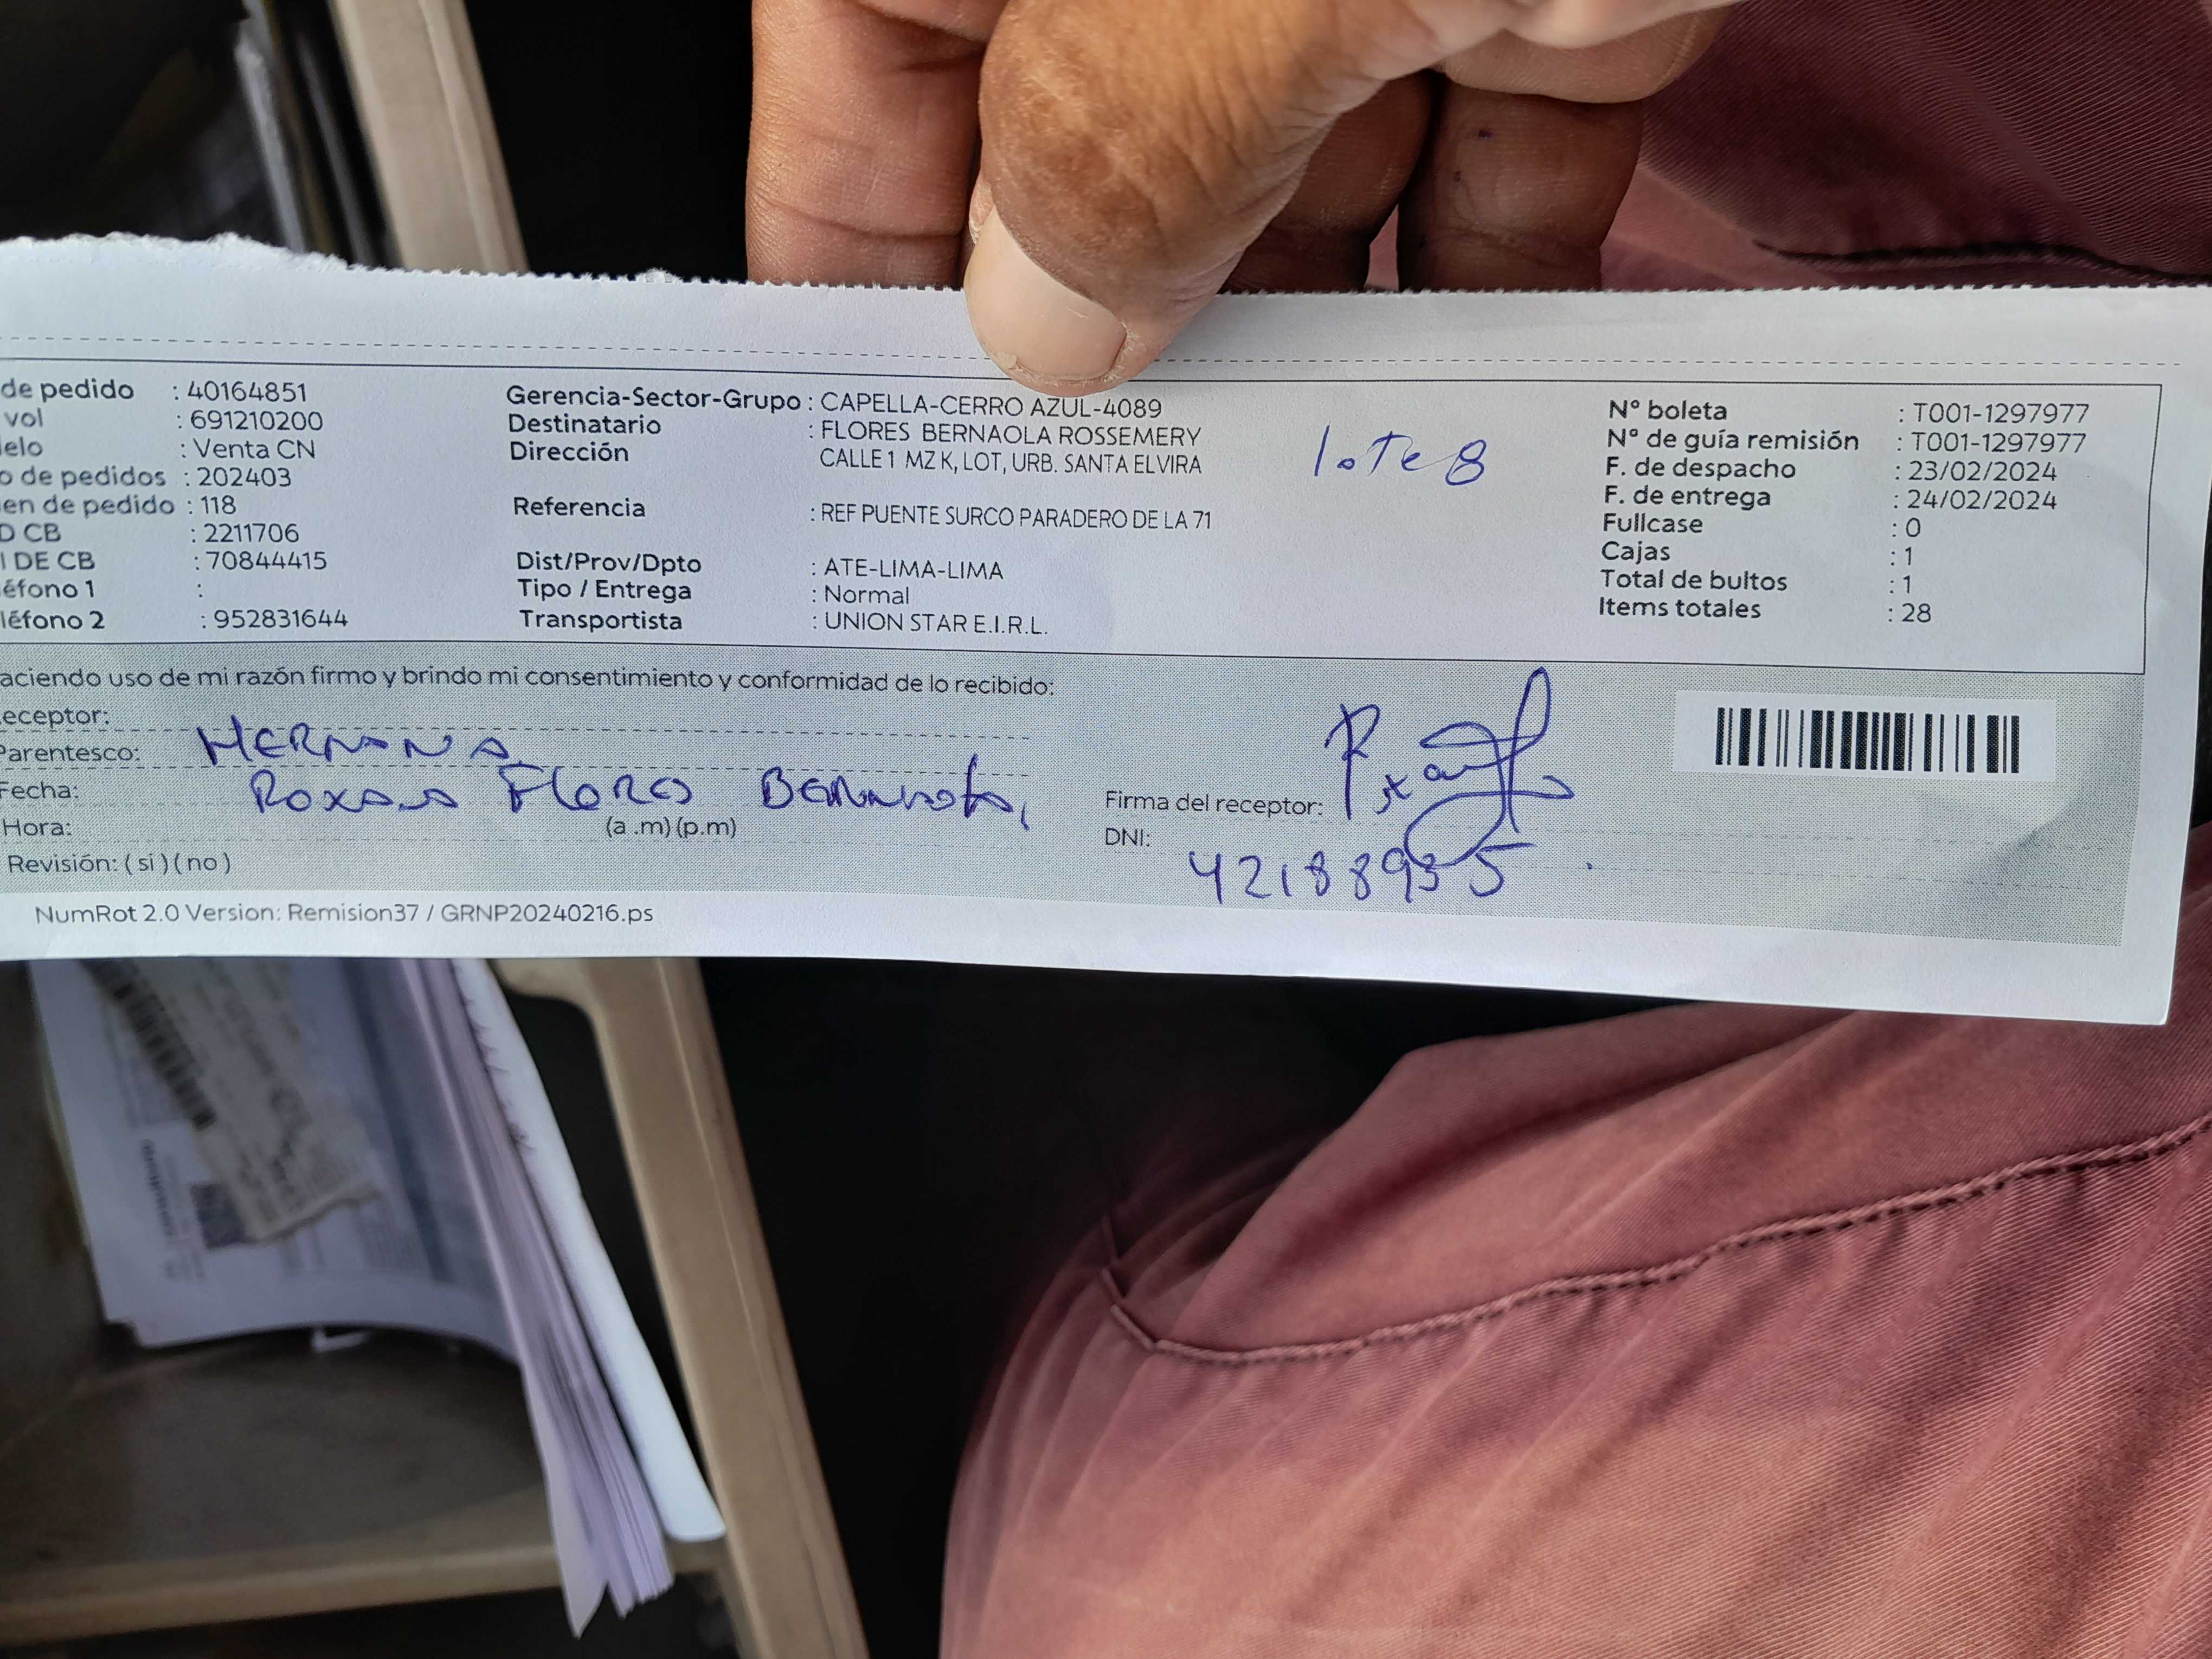 de pedido : 40164851
vol : 691210200
elo : Venta CN
o de pedidos : 202403
en de pedido : 118
D CB : 2211706
I DE CB : 70844415
éfono 1 :
léfono 2 : 952831644
Gerencia-Sector-Grupo : CAPELLA-CERRO AZUL-4089
Destinatario : FLORES BERNAOLA ROSSEMERY
Dirección CALLE 1 MZ K, LOT, URB. SANTA ELVIRA
lote 8
Referencia : REF PUENTE SURCO PARADERO DE LA 71
Dist/Prov/Dpto : ATE-LIMA-LIMA
Tipo / Entrega : Normal
Transportista : UNION STAR E.I.R.L.
Nº boleta : T001-1297977
Nº de guía remisión : T001-1297977
F. de despacho : 23/02/2024
F. de entrega : 24/02/2024
Fullcase : 0
Cajas : 1
Total de bultos : 1
Items totales : 28
aciendo uso de mi razón firmo y brindo mi consentimiento y conformidad de lo recibido:
eceptor:
Parentesco: HERMANA
Fecha: ROXANA FLORES BERNAOLA
Hora: (a .m) (p.m)
Revisión: ( si ) ( no )
Firma del receptor:
DNI: 42188935
NumRot 2.0 Version: Remision37 / GRNP20240216.ps